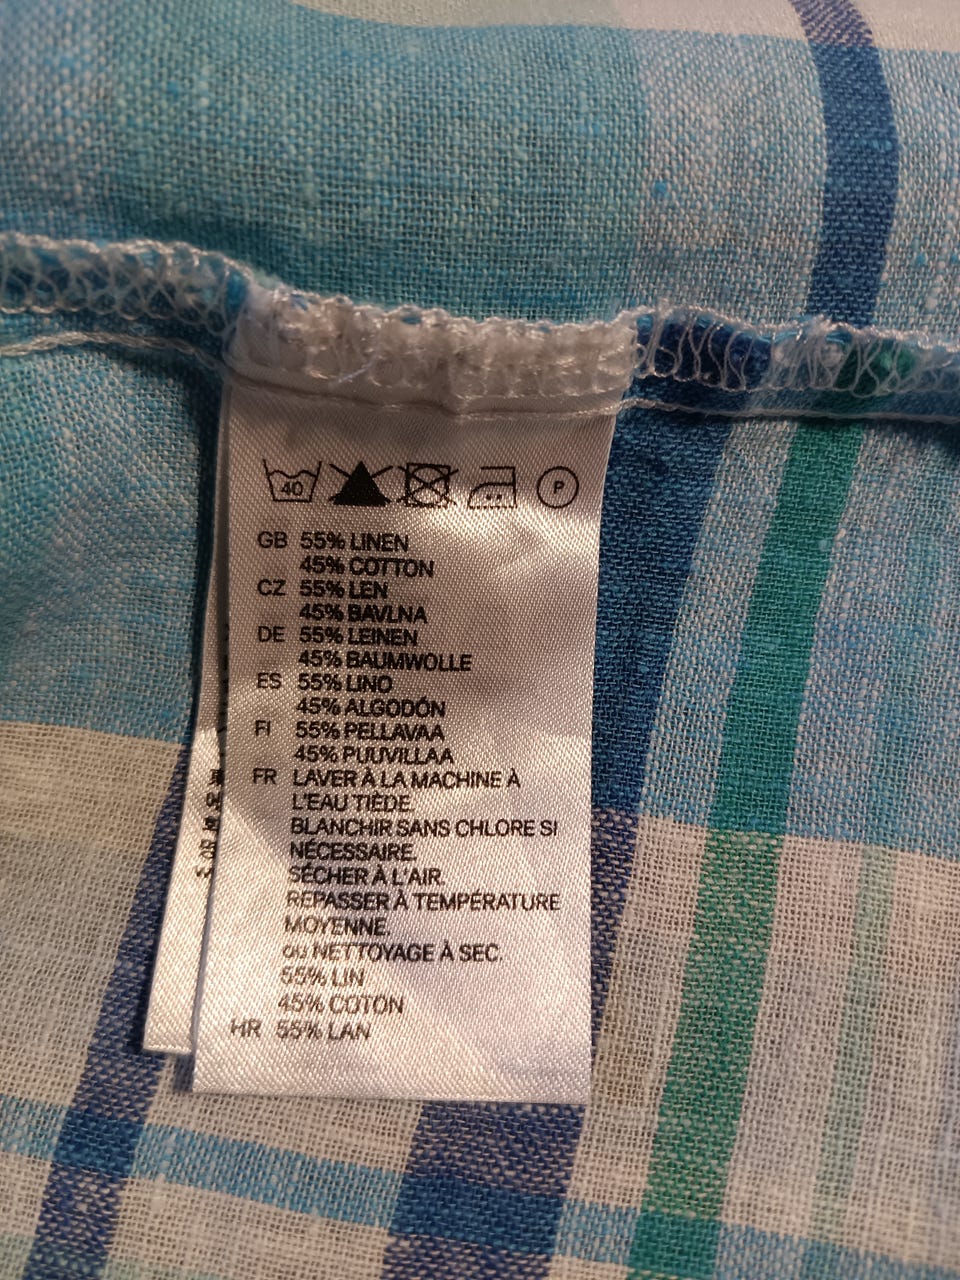 40 P
GB 55% LINEN
45% COTTON
CZ 55% LEN
45% BAVLNA
DE 55% LEINEN
45% BAUMWOLLE
ES 55% LINO
45% ALGODÓN
FI 55% PELLAVAA
45% PUUVILLAA
FR LAVER À LA MACHINE À
L'EAU TIÈDE.
BLANCHIR SANS CHLORE SI
NÉCESSAIRE.
SÉCHER À L'AIR.
REPASSER À TEMPÉRATURE
MOYENNE.
ou NETTOYAGE À SEC.
55% LIN
45% COTON
HR 55% LAN